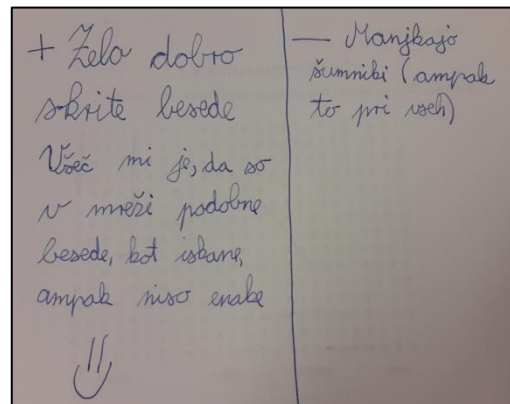 + Zelo dobro
skrite besede
Všeč mi je, da so
v mreži podobne
besede, kot iskane,
ampak niso enake
— Manjkajo
šumniki (ampak
to pri vseh)